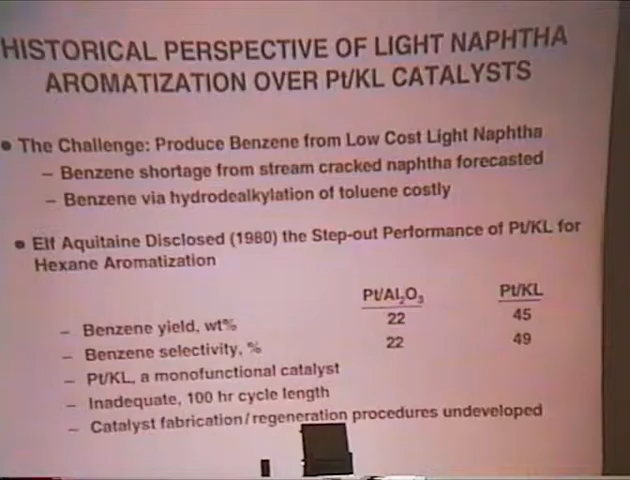 HISTORICAL PERSPECTIVE OF LIGHT NAPHTHA
AROMATIZATION OVER Pt/KL CATALYSTS
• The Challenge: Produce Benzene from Low Cost Light Naphtha
– Benzene shortage from stream cracked naphtha forecasted
– Benzene via hydrodealkylation of toluene costly
• Elf Aquitaine Disclosed (1980) the Step-out Performance of Pt/KL for
Hexane Aromatization
Pt/Al₂O₃ Pt/KL
– Benzene yield, wt% 22 45
– Benzene selectivity, % 22 49
– Pt/KL, a monofunctional catalyst
– Inadequate, 100 hr cycle length
– Catalyst fabrication/regeneration procedures undeveloped